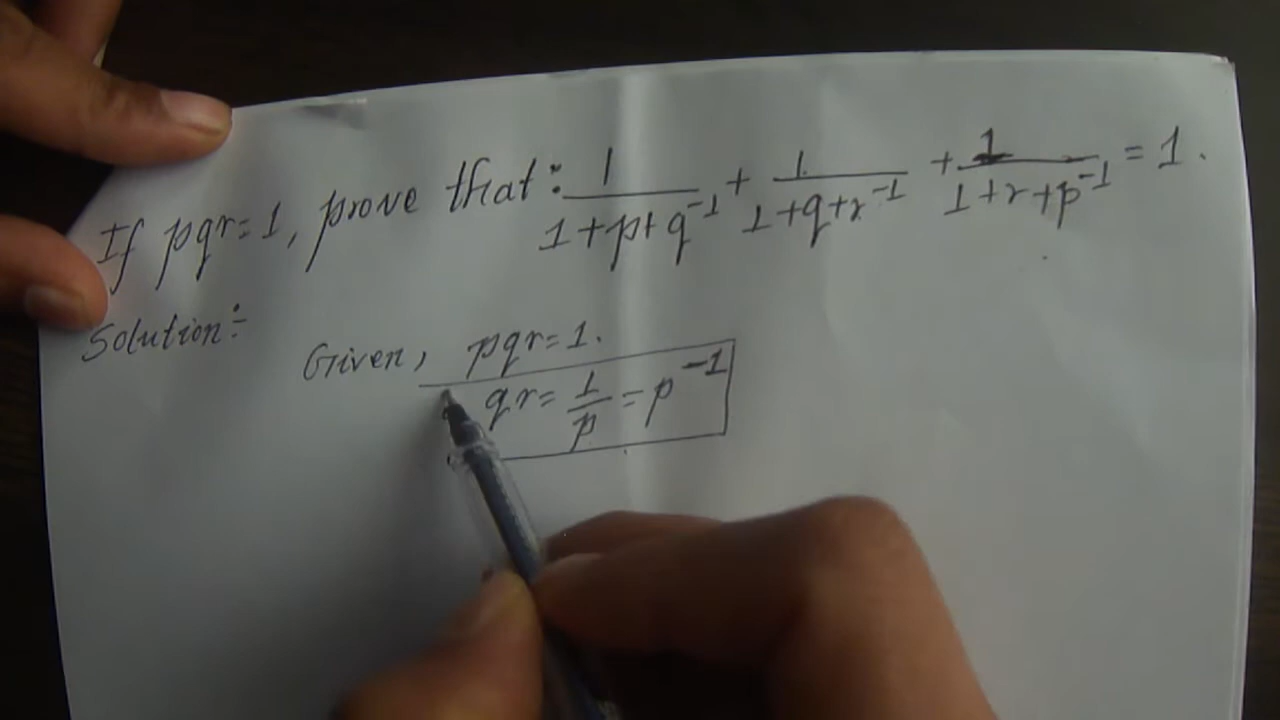 If pqr=1, prove that: 1/(1+p+q⁻¹) + 1/(1+q+r⁻¹) + 1/(1+r+p⁻¹) = 1.
Solution:-
Given, pqr=1.
qr = 1/p = p⁻¹